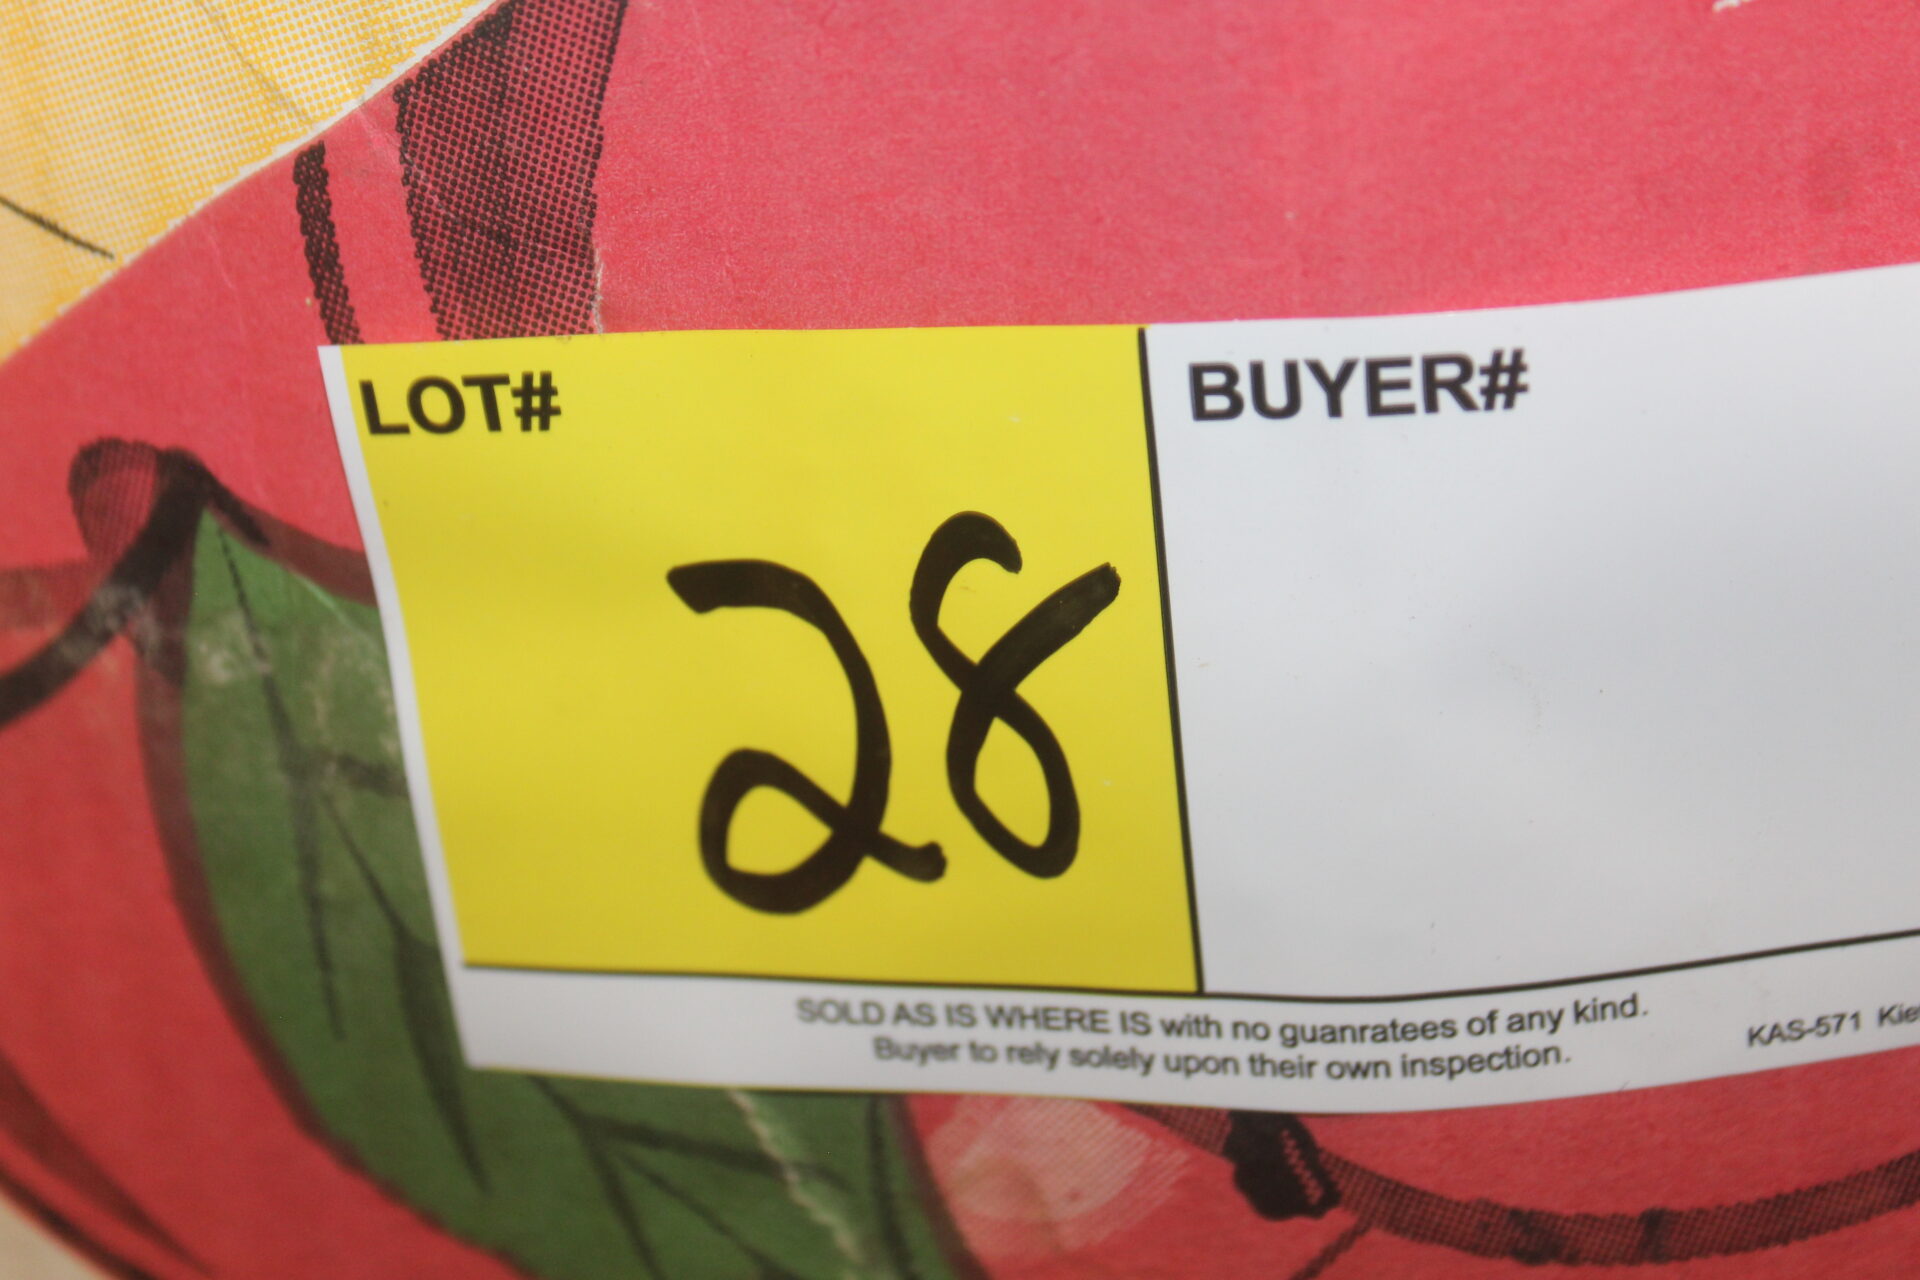 LOT#
BUYER#
28
SOLD AS IS WHERE IS with no guanratees of any kind.
Buyer to rely solely upon their own inspection.
KAS-571